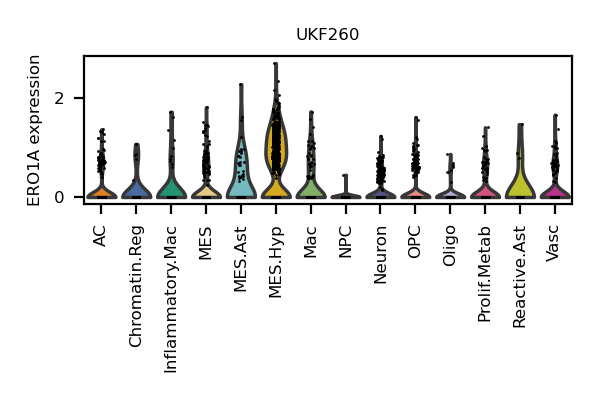 UKF260
ERO1A expression
2
0
AC
Chromatin.Reg
Inflammatory.Mac
MES
MES.Ast
MES.Hyp
Mac
NPC
Neuron
OPC
Oligo
Prolif.Metab
Reactive.Ast
Vasc